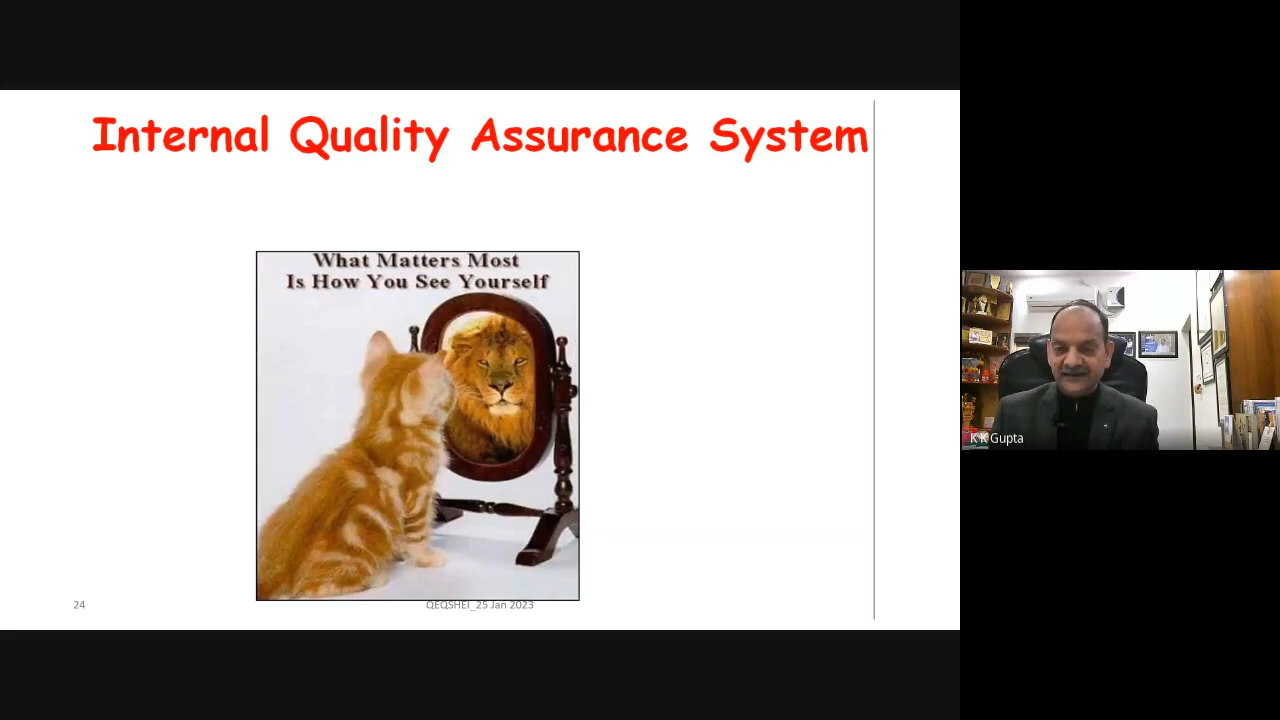 Internal Quality Assurance System
What Matters Most
Is How You See Yourself
24
QEQSHEI_25 Jan 2023
K K Gupta